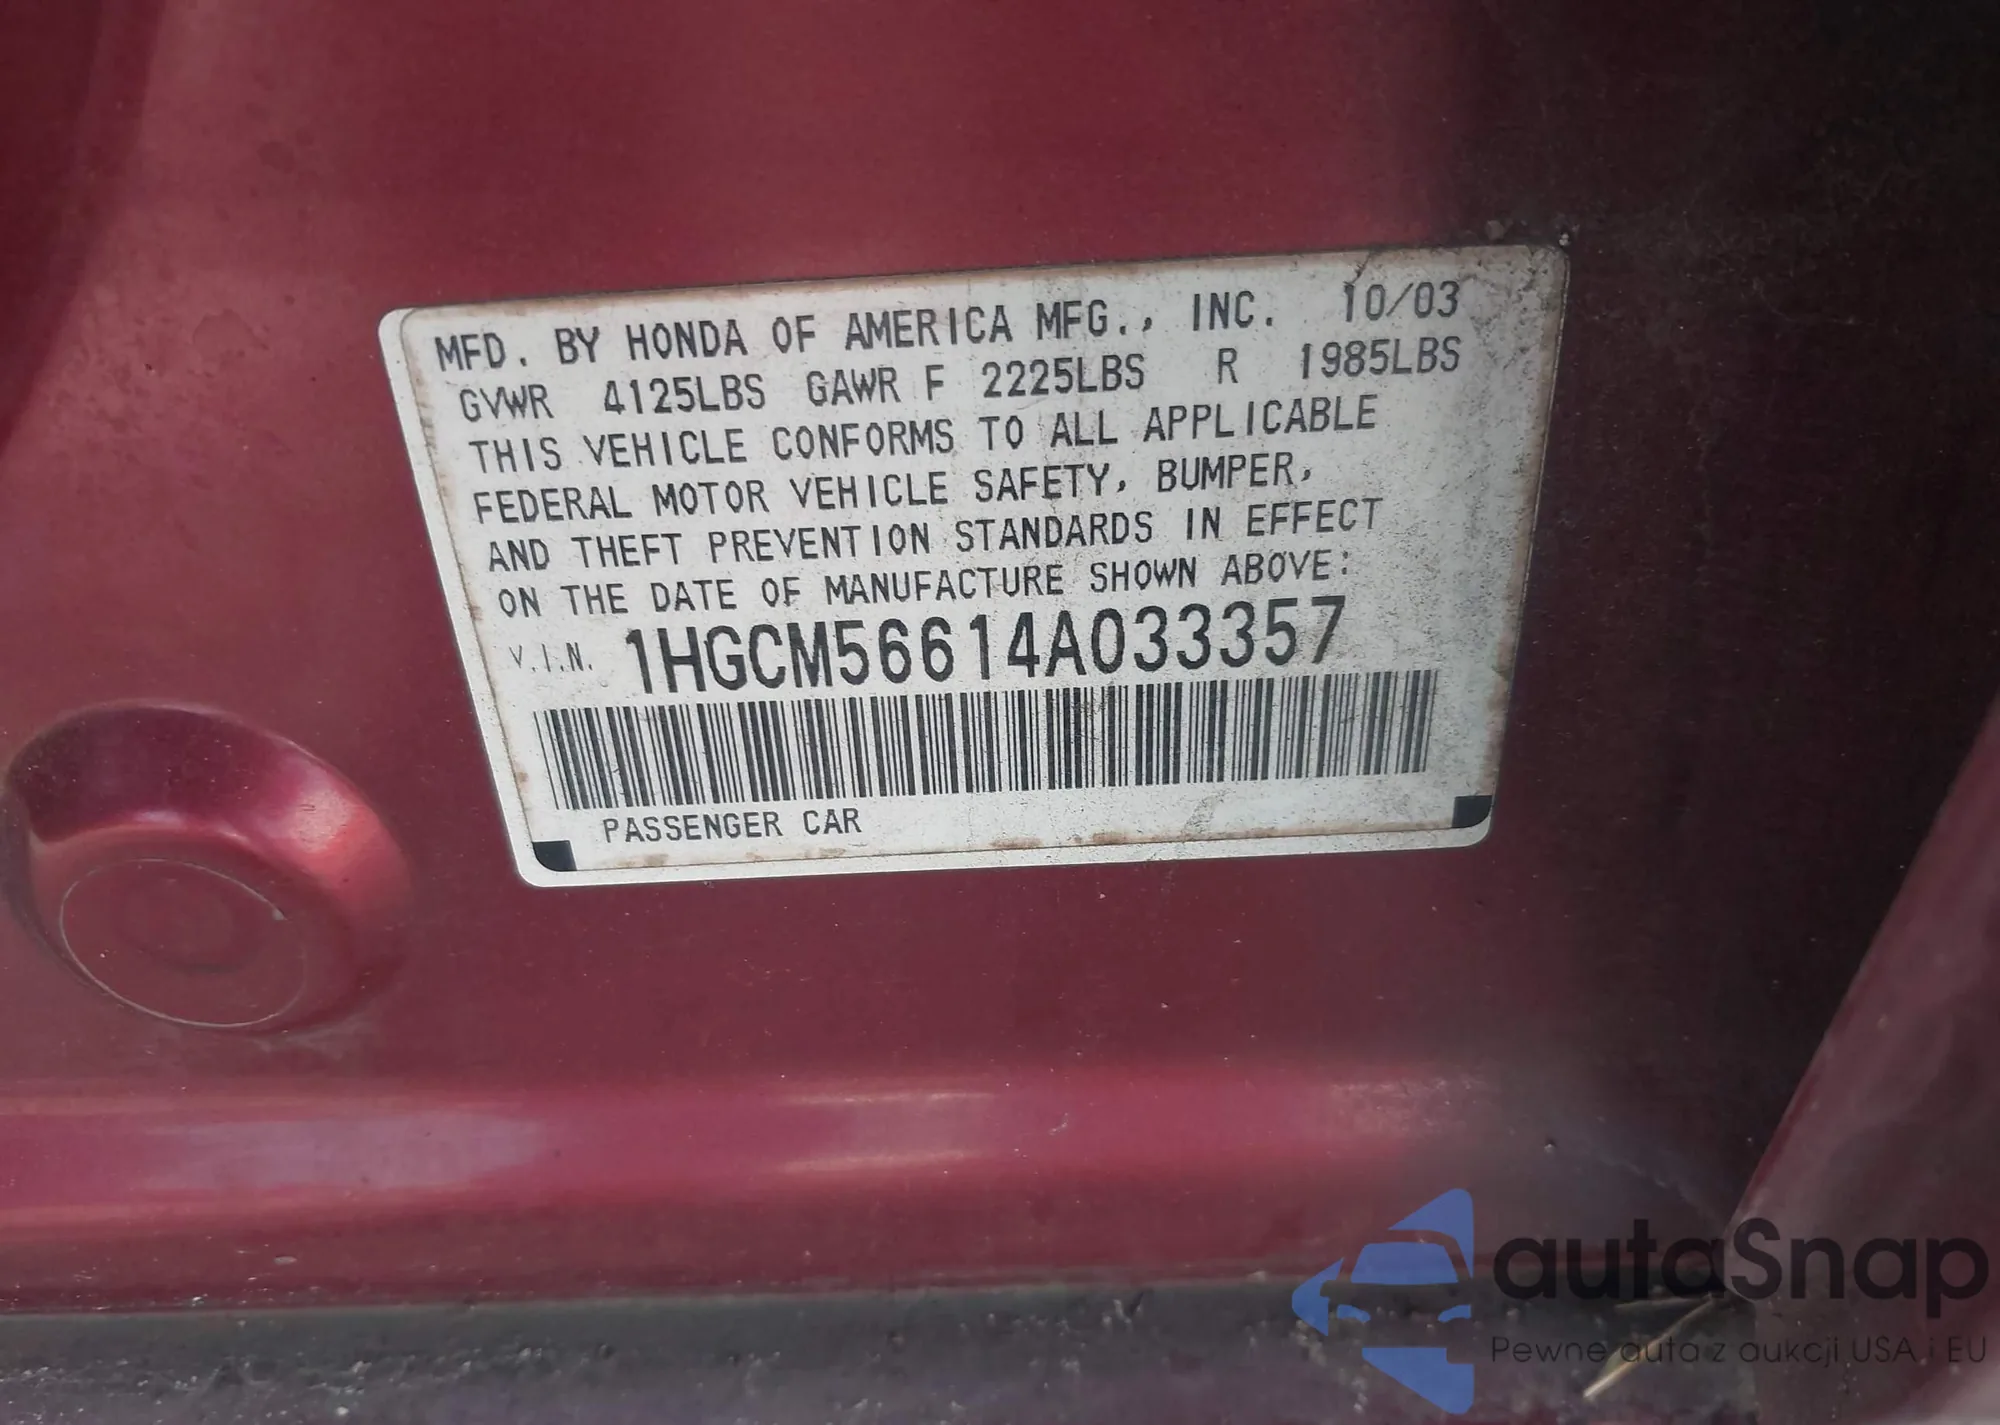 MFD. BY HONDA OF AMERICA MFG., INC. 10/03
GVWR 4125LBS GAWR F 2225LBS R 1985LBS
THIS VEHICLE CONFORMS TO ALL APPLICABLE
FEDERAL MOTOR VEHICLE SAFETY, BUMPER,
AND THEFT PREVENTION STANDARDS IN EFFECT
ON THE DATE OF MANUFACTURE SHOWN ABOVE:
V.I.N. 1HGCM56614A033357
PASSENGER CAR
autaSnap
Pewne auta z aukcji USA i EU